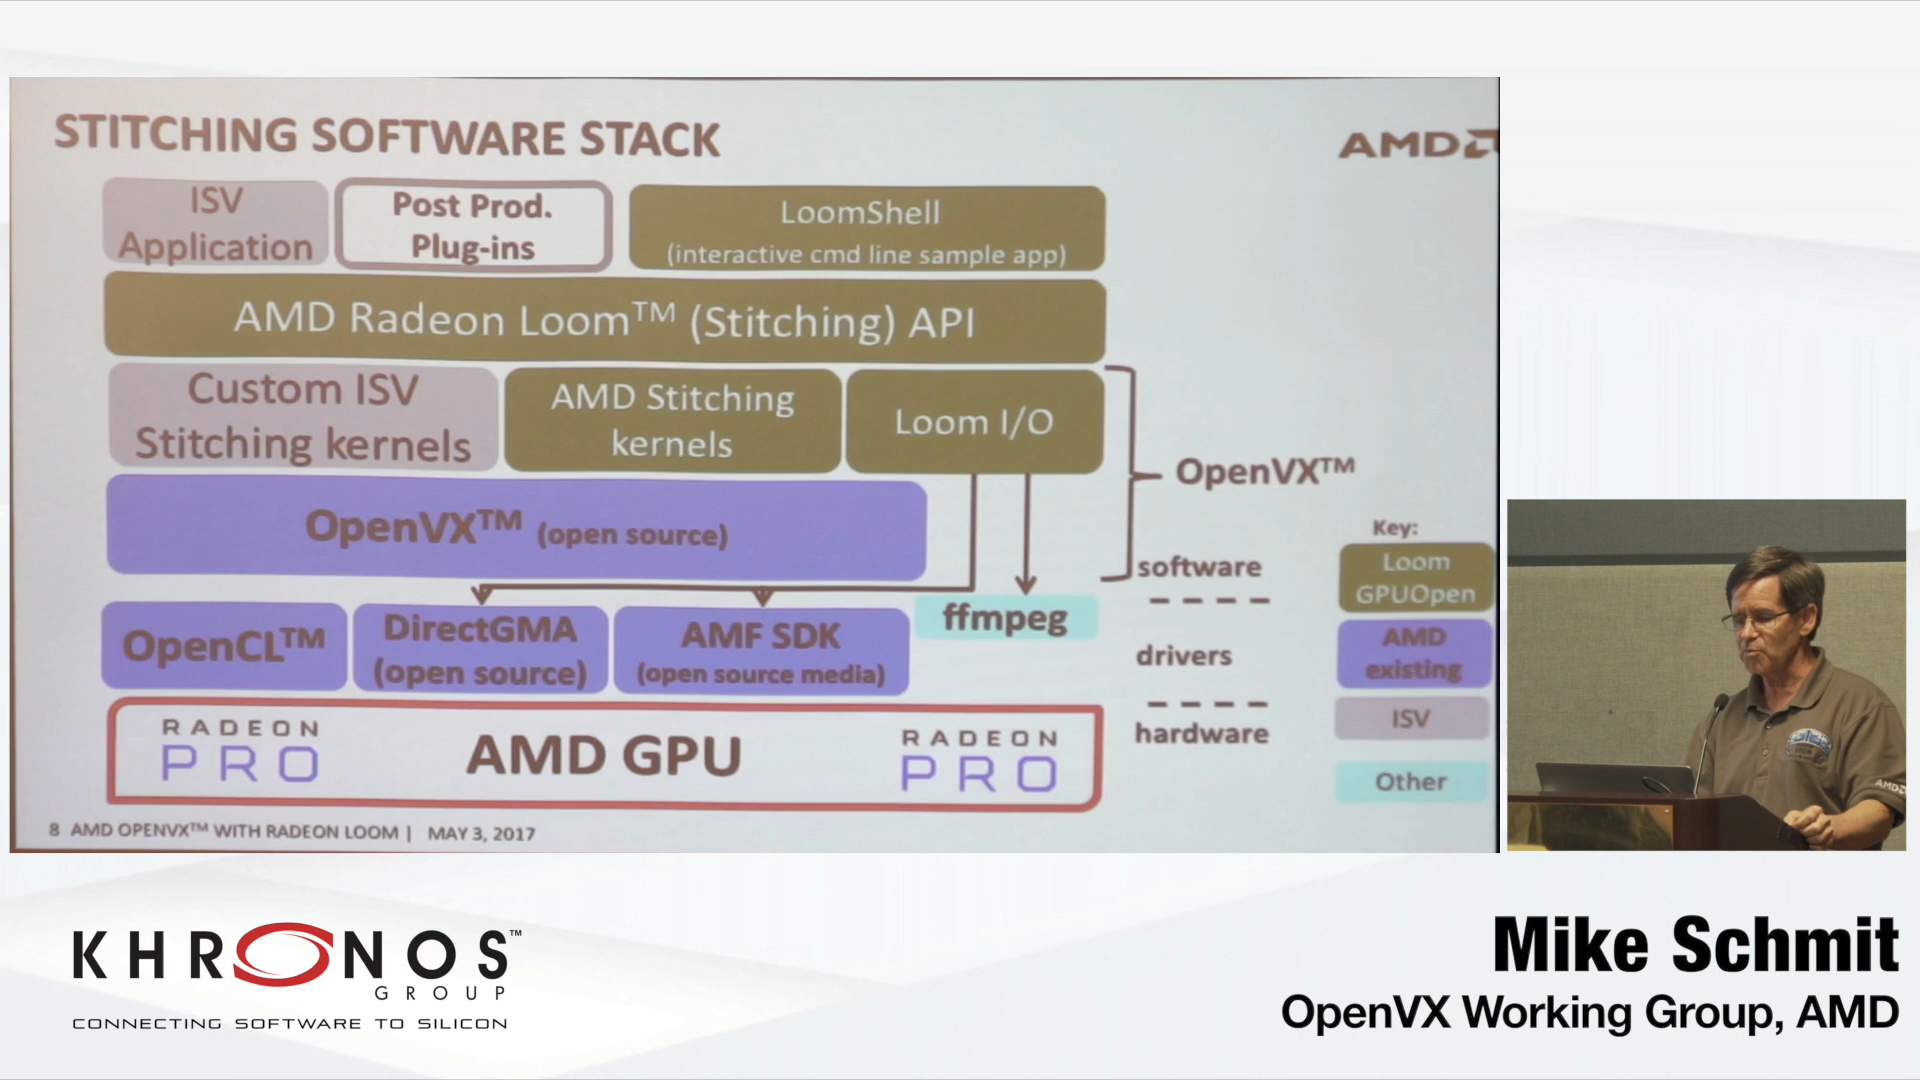 STITCHING SOFTWARE STACK
AMD
ISV
Application
Post Prod.
Plug-ins
LoomShell
(interactive cmd line sample app)
AMD Radeon Loom™ (Stitching) API
Custom ISV
Stitching kernels
AMD Stitching
kernels
Loom I/O
OpenVX™
OpenVX™ (open source)
Key:
Loom
GPUOpen
software
OpenCL™
DirectGMA
(open source)
AMF SDK
(open source media)
ffmpeg
drivers
AMD
existing
RADEON
PRO
AMD GPU
RADEON
PRO
hardware
ISV
Other
8 AMD OPENVX™ WITH RADEON LOOM | MAY 3, 2017
AMD
KHRONOS™
GROUP
CONNECTING SOFTWARE TO SILICON
Mike Schmit
OpenVX Working Group, AMD